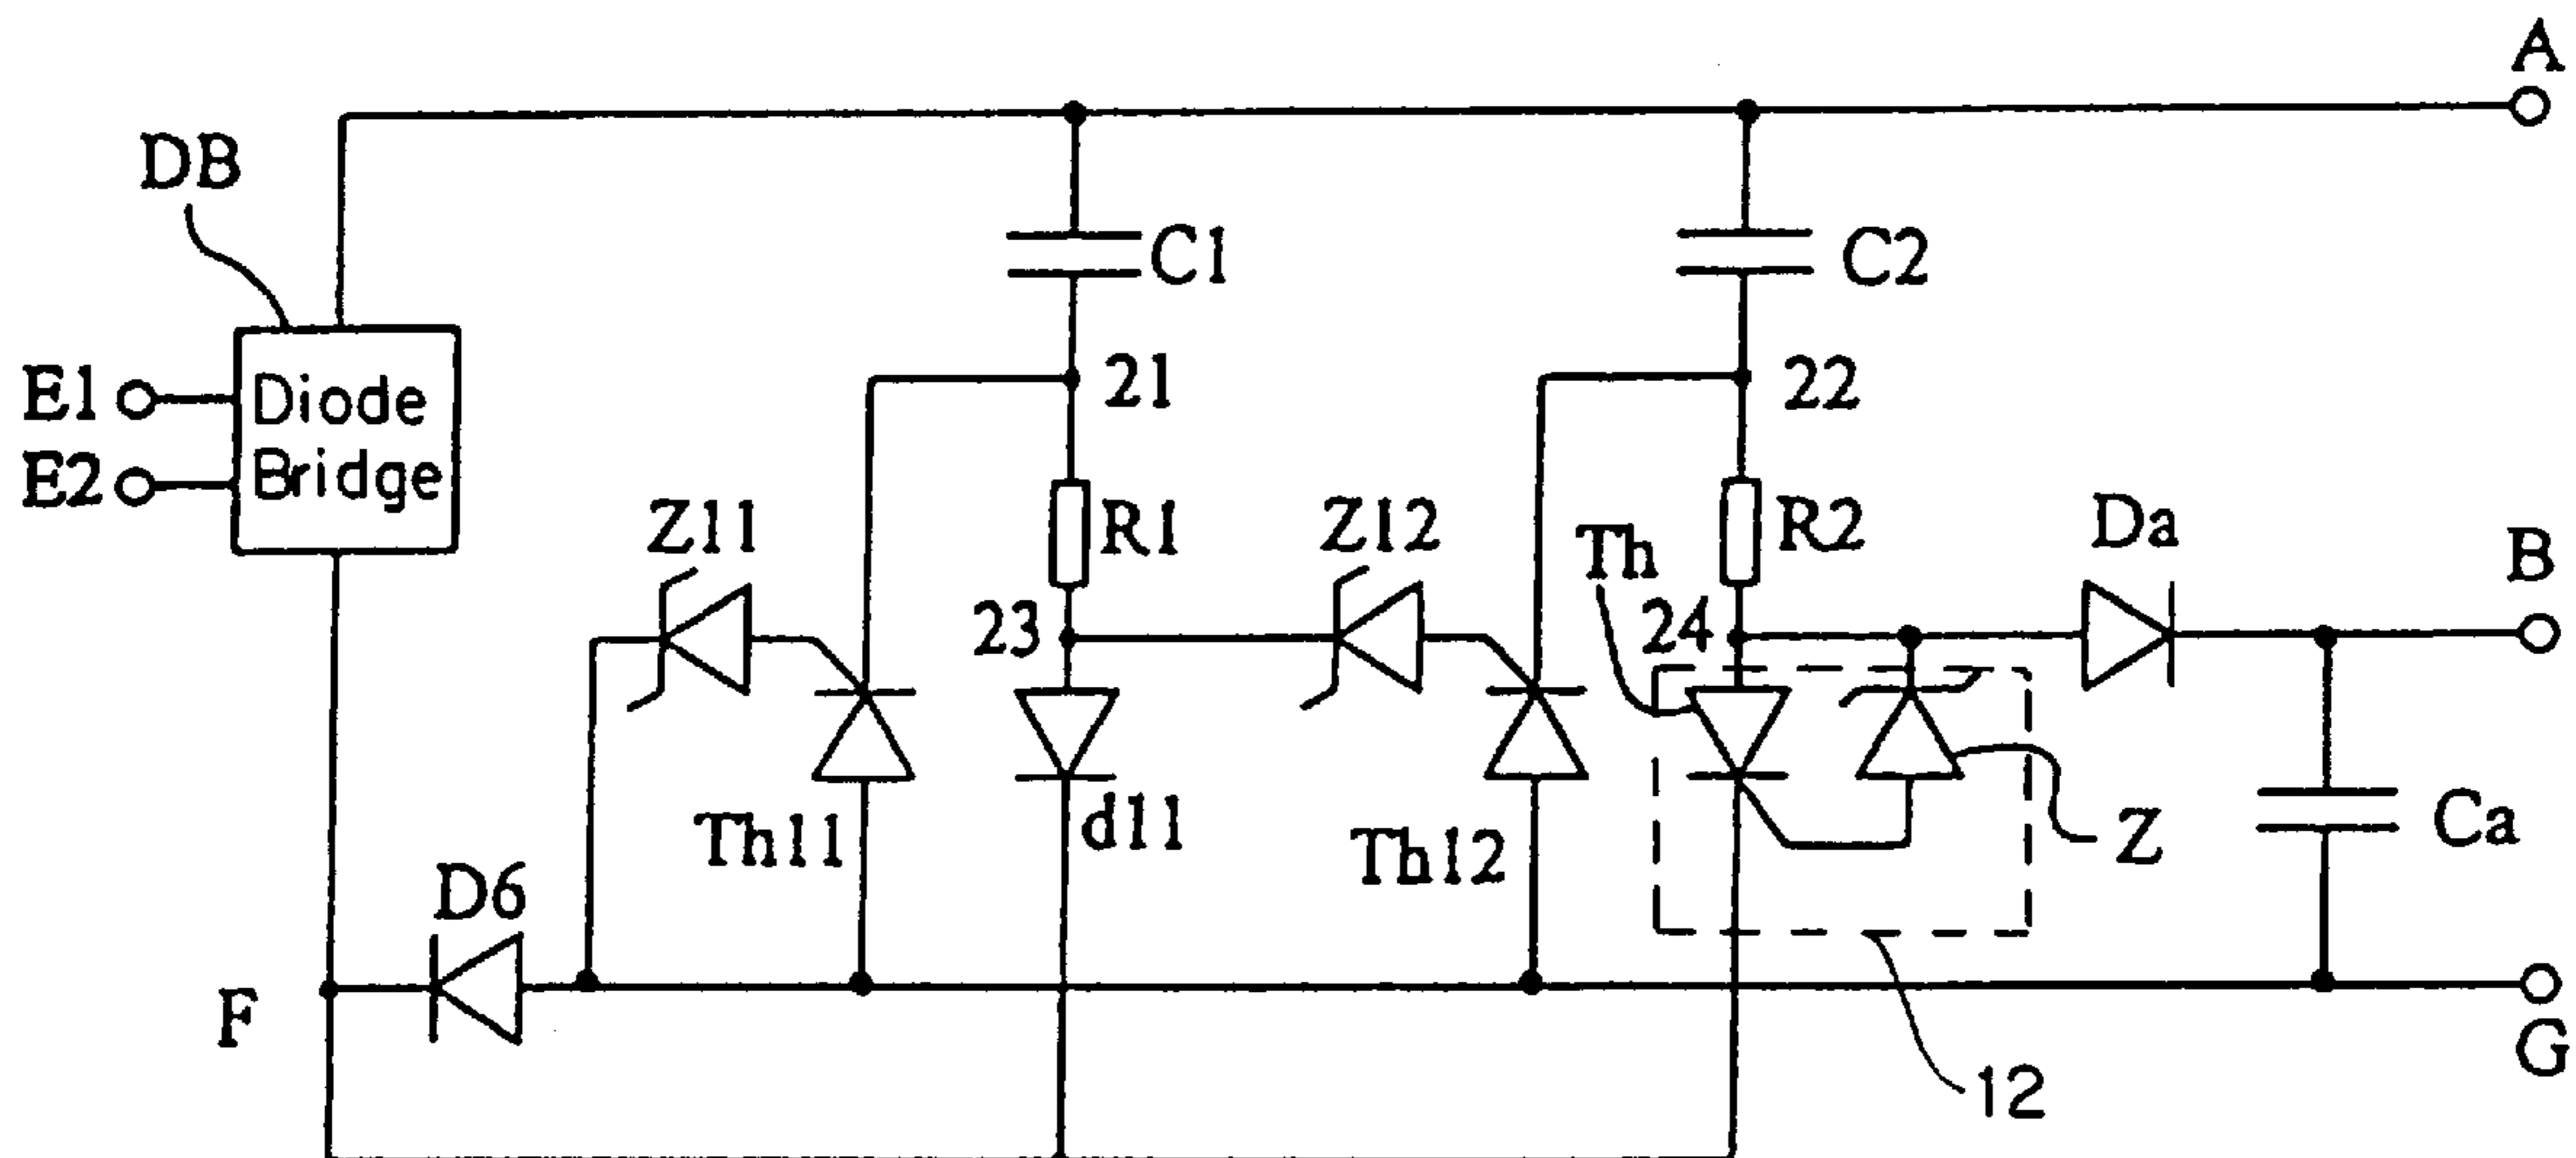 A
DB
C1
C2
E1
Diode
Bridge
E2
21
22
Z11
R1
Z12
Th
R2
Da
B
23
24
Th11
d11
Th12
Z
Ca
D6
F
G
12